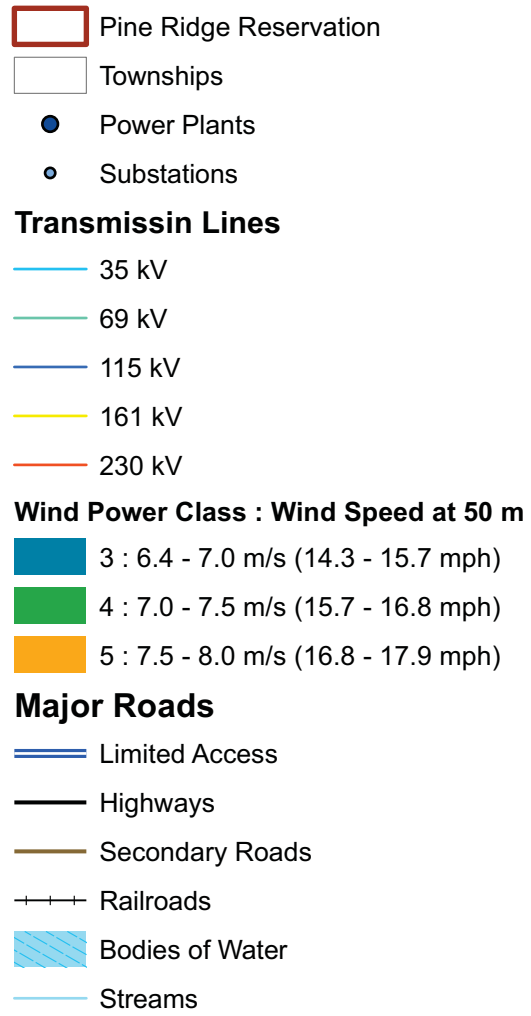 Pine Ridge Reservation
Townships
Power Plants
Substations
Transmissin Lines
35 kV
69 kV
115 kV
161 kV
230 kV
Wind Power Class : Wind Speed at 50 m
3 : 6.4 - 7.0 m/s (14.3 - 15.7 mph)
4 : 7.0 - 7.5 m/s (15.7 - 16.8 mph)
5 : 7.5 - 8.0 m/s (16.8 - 17.9 mph)
Major Roads
Limited Access
Highways
Secondary Roads
Railroads
Bodies of Water
Streams